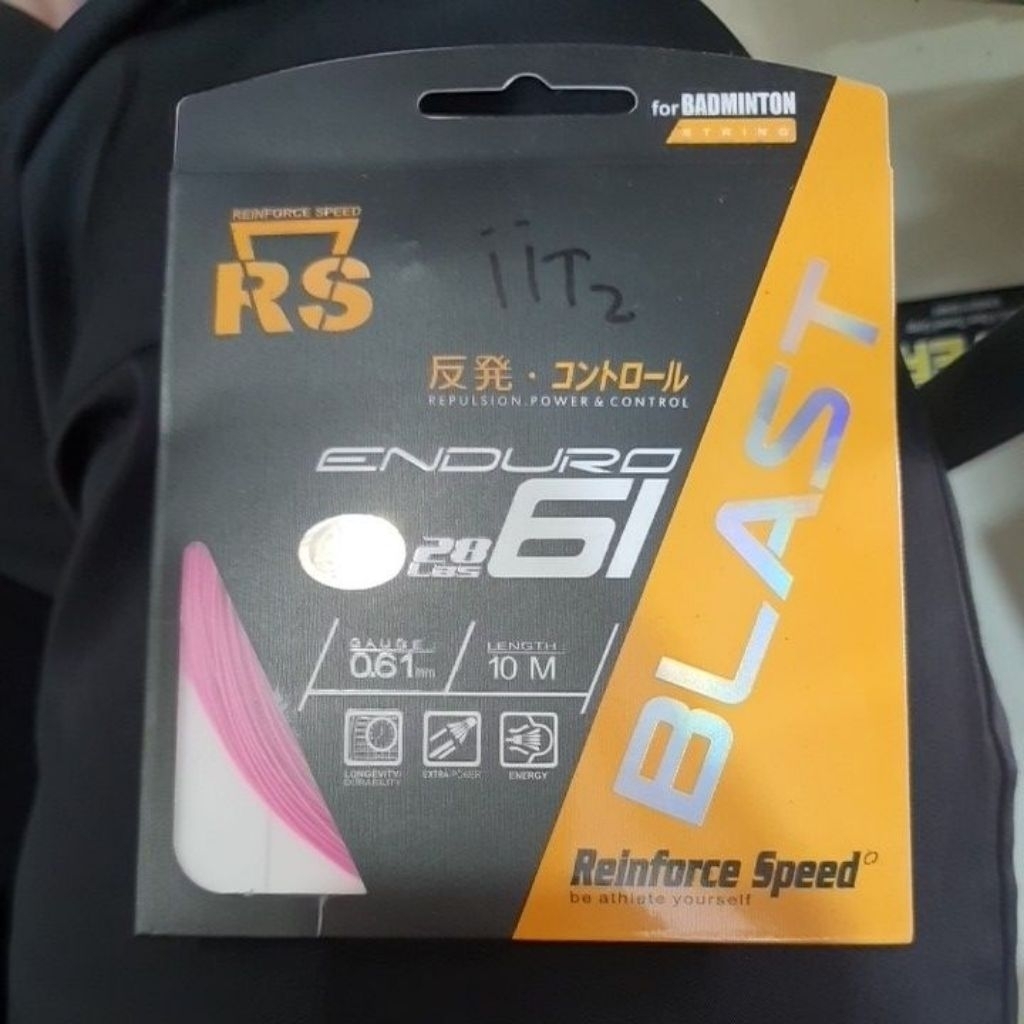 for BADMINTON
STRING
REINFORCE SPEED
RS
iiT2
反発・コントロール
REPULSION.POWER & CONTROL
ENDURO
61
28
LBS
GAUGE
0.61mm
LENGTH
10 M
LONGEVITY/
DURABILITY
EXTRA POWER
ENERGY
BLAST
Reinforce Speed
be athlete yourself